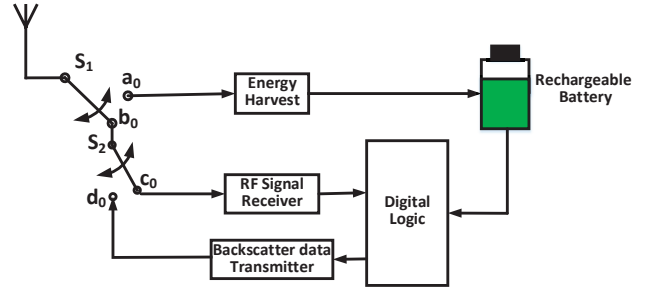 S₁
a₀
Energy
Harvest
Rechargeable
Battery
b₀
S₂
c₀
d₀
RF Signal
Receiver
Digital
Logic
Backscatter data
Transmitter